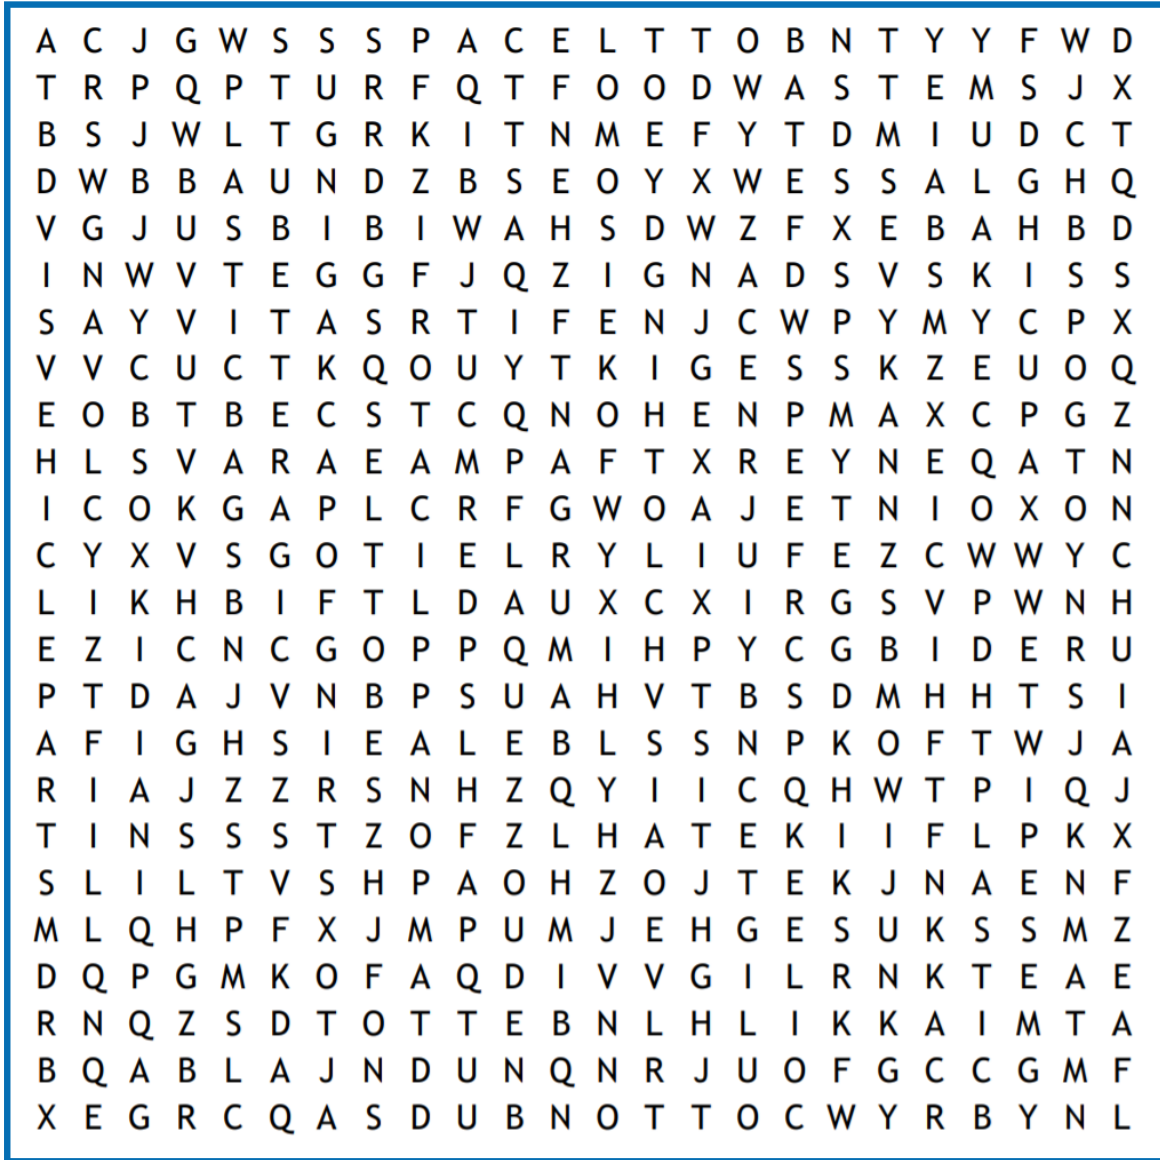 A C J G W S S S P A C E L T T O B N T Y Y F W D
T R P Q P T U R F Q T F O O D W A S T E M S J X
B S J W L T G R K I T N M E F Y T D M I U D C T
D W B B A U N D Z B S E O Y X W E S S A L G H Q
V G J U S B I B I W A H S D W Z F X E B A H B D
I N W V T E G G F J Q Z I G N A D S V S K I S S
S A Y V I T A S R T I F E N J C W P Y M Y C P X
V V C U C T K Q O U Y T K I G E S S K Z E U O Q
E O B T B E C S T C Q N O H E N P M A X C P G Z
H L S V A R A E A M P A F T X R E Y N E Q A T N
I C O K G A P L C R F G W O A J E T N I O X O N
C Y X V S G O T I E L R Y L I U F E Z C W W Y C
L I K H B I F T L D A U X C X I R G S V P W N H
E Z I C N C G O P P Q M I H P Y C G B I D E R U
P T D A J V N B P S U A H V T B S D M H H T S I
A F I G H S I E A L E B L S S N P K O F T W J A
R I A J Z Z R S N H Z Q Y I I C Q H W T P I Q J
T I N S S S T Z O F Z L H A T E K I I F L P K X
S L I L T V S H P A O H Z O J T E K J N A E N F
M L Q H P F X J M P U M J E H G E S U K S S M Z
D Q P G M K O F A Q D I V V G I L R N K T E A E
R N Q Z S D T O T T E B N L H L I K K A I M T A
B Q A B L A J N D U N Q N R J U O F G C C G M F
X E G R C Q A S D U B N O T T O C W Y R B Y N L